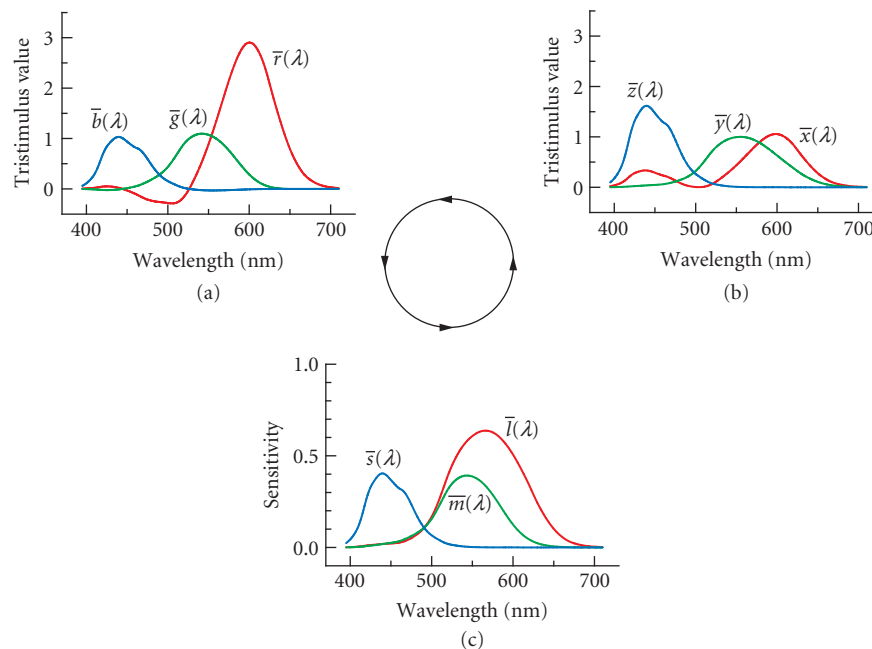 Tristimulus value
3
2
1
0
b̅(λ)
g̅(λ)
r̅(λ)
400 500 600 700
Wavelength (nm)
(a)
Tristimulus value
3
2
1
0
z̅(λ)
y̅(λ)
x̅(λ)
400 500 600 700
Wavelength (nm)
(b)
Sensitivity
1.0
0.5
0.0
s̅(λ)
m̅(λ)
l̅(λ)
400 500 600 700
Wavelength (nm)
(c)